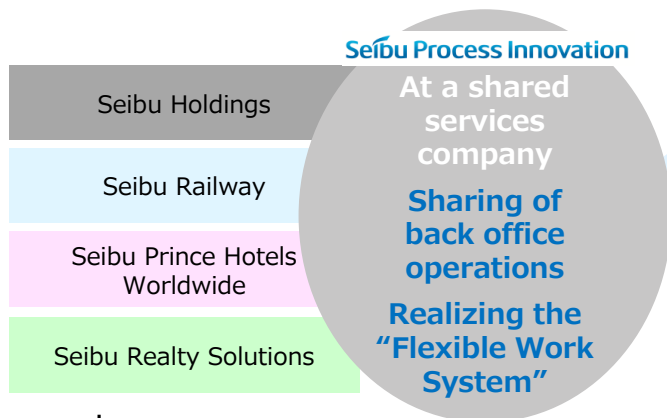 Seibu Process Innovation
Seibu Holdings
Seibu Railway
Seibu Prince Hotels
Worldwide
Seibu Realty Solutions
At a shared
services
company
Sharing of
back office
operations
Realizing the
“Flexible Work
System”